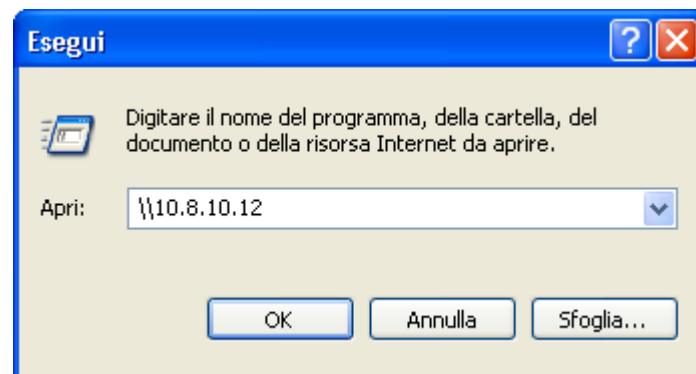 Esegui
Digitare il nome del programma, della cartella, del
documento o della risorsa Internet da aprire.
Apri: \\10.8.10.12
OK Annulla Sfoglia...